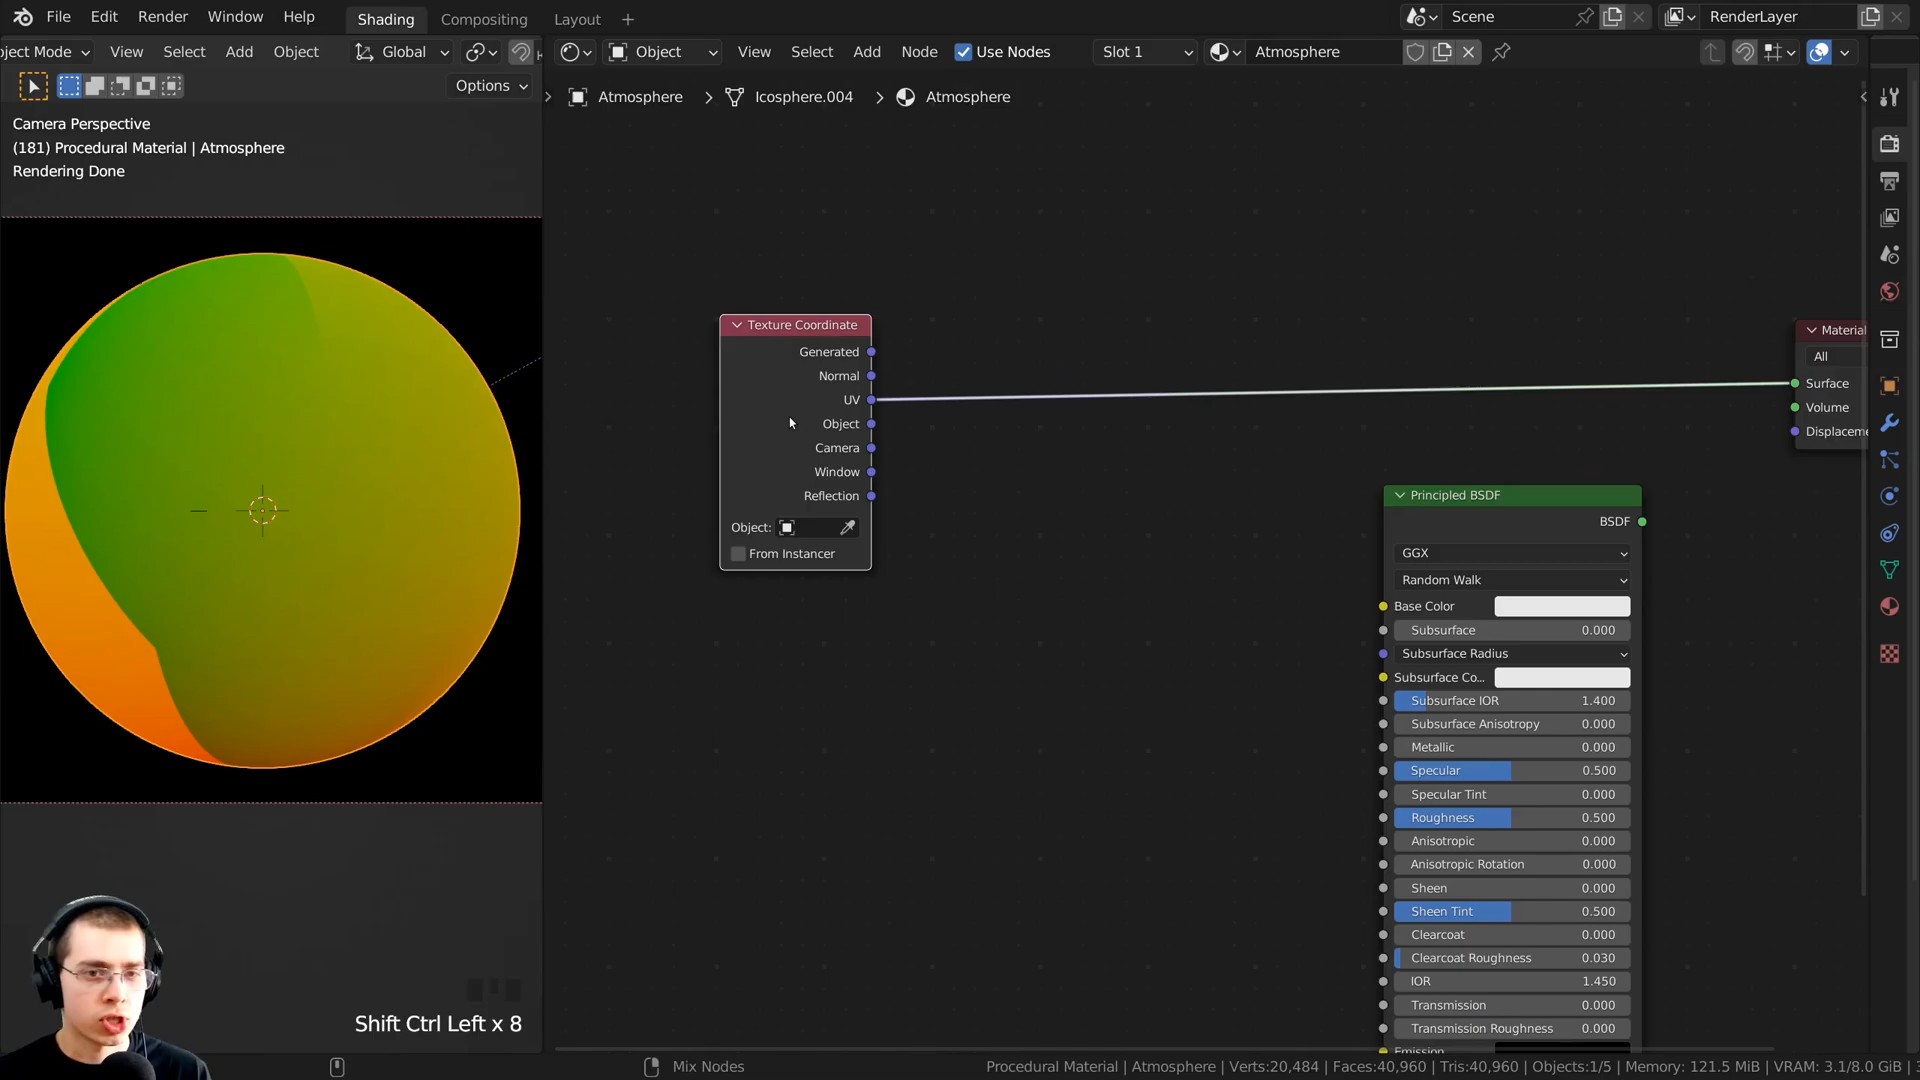 File Edit Render Window Help Shading Compositing Layout + Scene RenderLayer
ject Mode View Select Add Object Global Object View Select Add Node Use Nodes Slot 1 Atmosphere
Options
Atmosphere > Icosphere.004 > Atmosphere
Camera Perspective
(181) Procedural Material | Atmosphere
Rendering Done
Texture Coordinate
Generated
Normal
UV
Object
Camera
Window
Reflection
Object:
From Instancer
Material
All
Surface
Volume
Displaceme
Principled BSDF
BSDF
GGX
Random Walk
Base Color
Subsurface 0.000
Subsurface Radius
Subsurface Co...
Subsurface IOR 1.400
Subsurface Anisotropy 0.000
Metallic 0.000
Specular 0.500
Specular Tint 0.000
Roughness 0.500
Anisotropic 0.000
Anisotropic Rotation 0.000
Sheen 0.000
Sheen Tint 0.500
Clearcoat 0.000
Clearcoat Roughness 0.030
IOR 1.450
Transmission 0.000
Transmission Roughness 0.000
Emission
Shift Ctrl Left x 8
Mix Nodes Procedural Material | Atmosphere | Verts:20,484 | Faces:40,960 | Tris:40,960 | Objects:1/5 | Memory: 121.5 MiB | VRAM: 3.1/8.0 GiB |